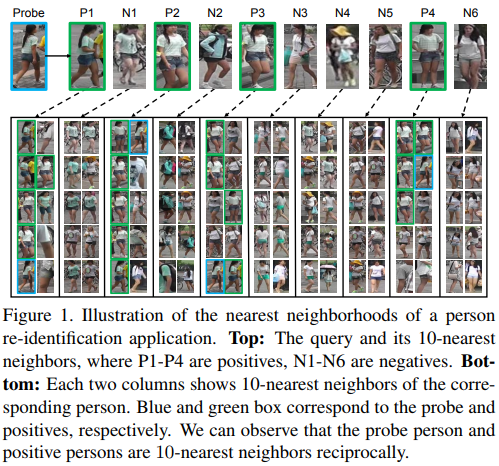 Probe P1 N1 P2 N2 P3 N3 N4 N5 P4 N6
Figure 1. Illustration of the nearest neighborhoods of a person
re-identification application. Top: The query and its 10-nearest
neighbors, where P1-P4 are positives, N1-N6 are negatives. Bot-
tom: Each two columns shows 10-nearest neighbors of the corre-
sponding person. Blue and green box correspond to the probe and
positives, respectively. We can observe that the probe person and
positive persons are 10-nearest neighbors reciprocally.